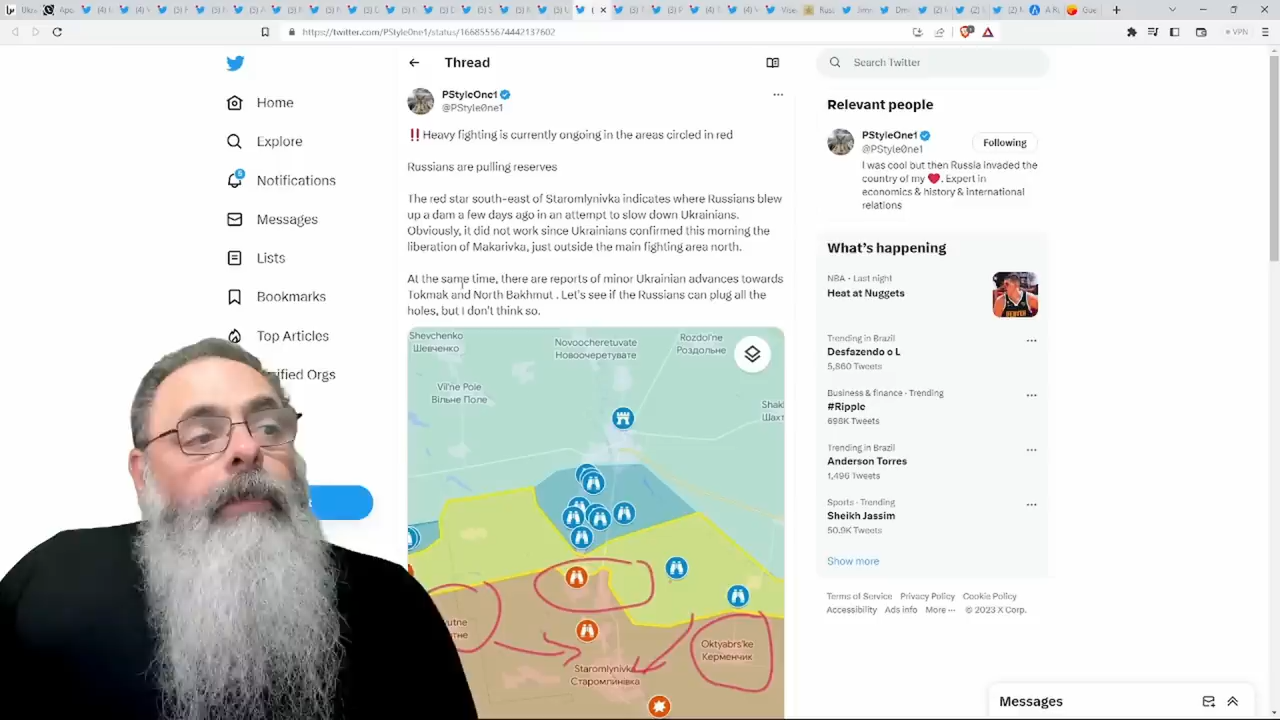 https://twitter.com/PStyle0ne1/status/1668555674442137602
VPN
Home
Explore
Notifications
Messages
Lists
Bookmarks
Top Articles
Orgs
Thread
PStyleOne1
@PStyle0ne1
‼Heavy fighting is currently ongoing in the areas circled in red
Russians are pulling reserves
The red star south-east of Staromlynivka indicates where Russians blew
up a dam a few days ago in an attempt to slow down Ukrainians.
Obviously, it did not work since Ukrainians confirmed this morning the
liberation of Makarivka, just outside the main fighting area north.
At the same time, there are reports of minor Ukrainian advances towards
Tokmak and North Bakhmut . Let's see if the Russians can plug all the
holes, but I don't think so.
Shevchenko
Шевченко
Novoocheretuvate
Новоочеретувате
Rozdol'ne
Роздольне
Vil'ne Pole
Вільне Поле
Shak
Шахт
utne
тне
Oktyabrs'ke
Керменчик
Staromlynivka
Старомлинівка
Search Twitter
Relevant people
PStyleOne1
@PStyle0ne1
Following
I was cool but then Russia invaded the
country of my ❤. Expert in
economics & history & international
relations
What's happening
NBA · Last night
Heat at Nuggets
Trending in Brazil
Desfazendo o L
5,860 Tweets
Business & finance · Trending
#Ripple
698K Tweets
Trending in Brazil
Anderson Torres
1,496 Tweets
Sports · Trending
Sheikh Jassim
50.9K Tweets
Show more
Terms of Service Privacy Policy Cookie Policy
Accessibility Ads info More ··· © 2023 X Corp.
Messages